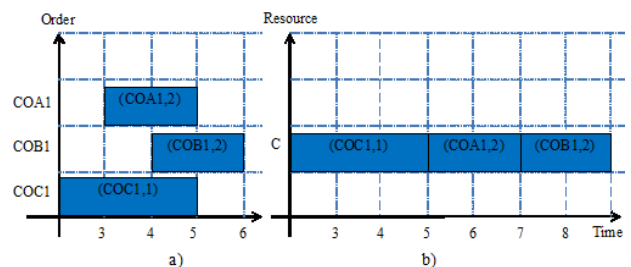 Order
Resource
COA1
(COA1,2)
COB1
(COB1,2)
COC1
(COC1,1)
3 4 5 6
a)
C
(COC1,1) (COA1,2) (COB1,2)
3 4 5 6 7 8 Time
b)